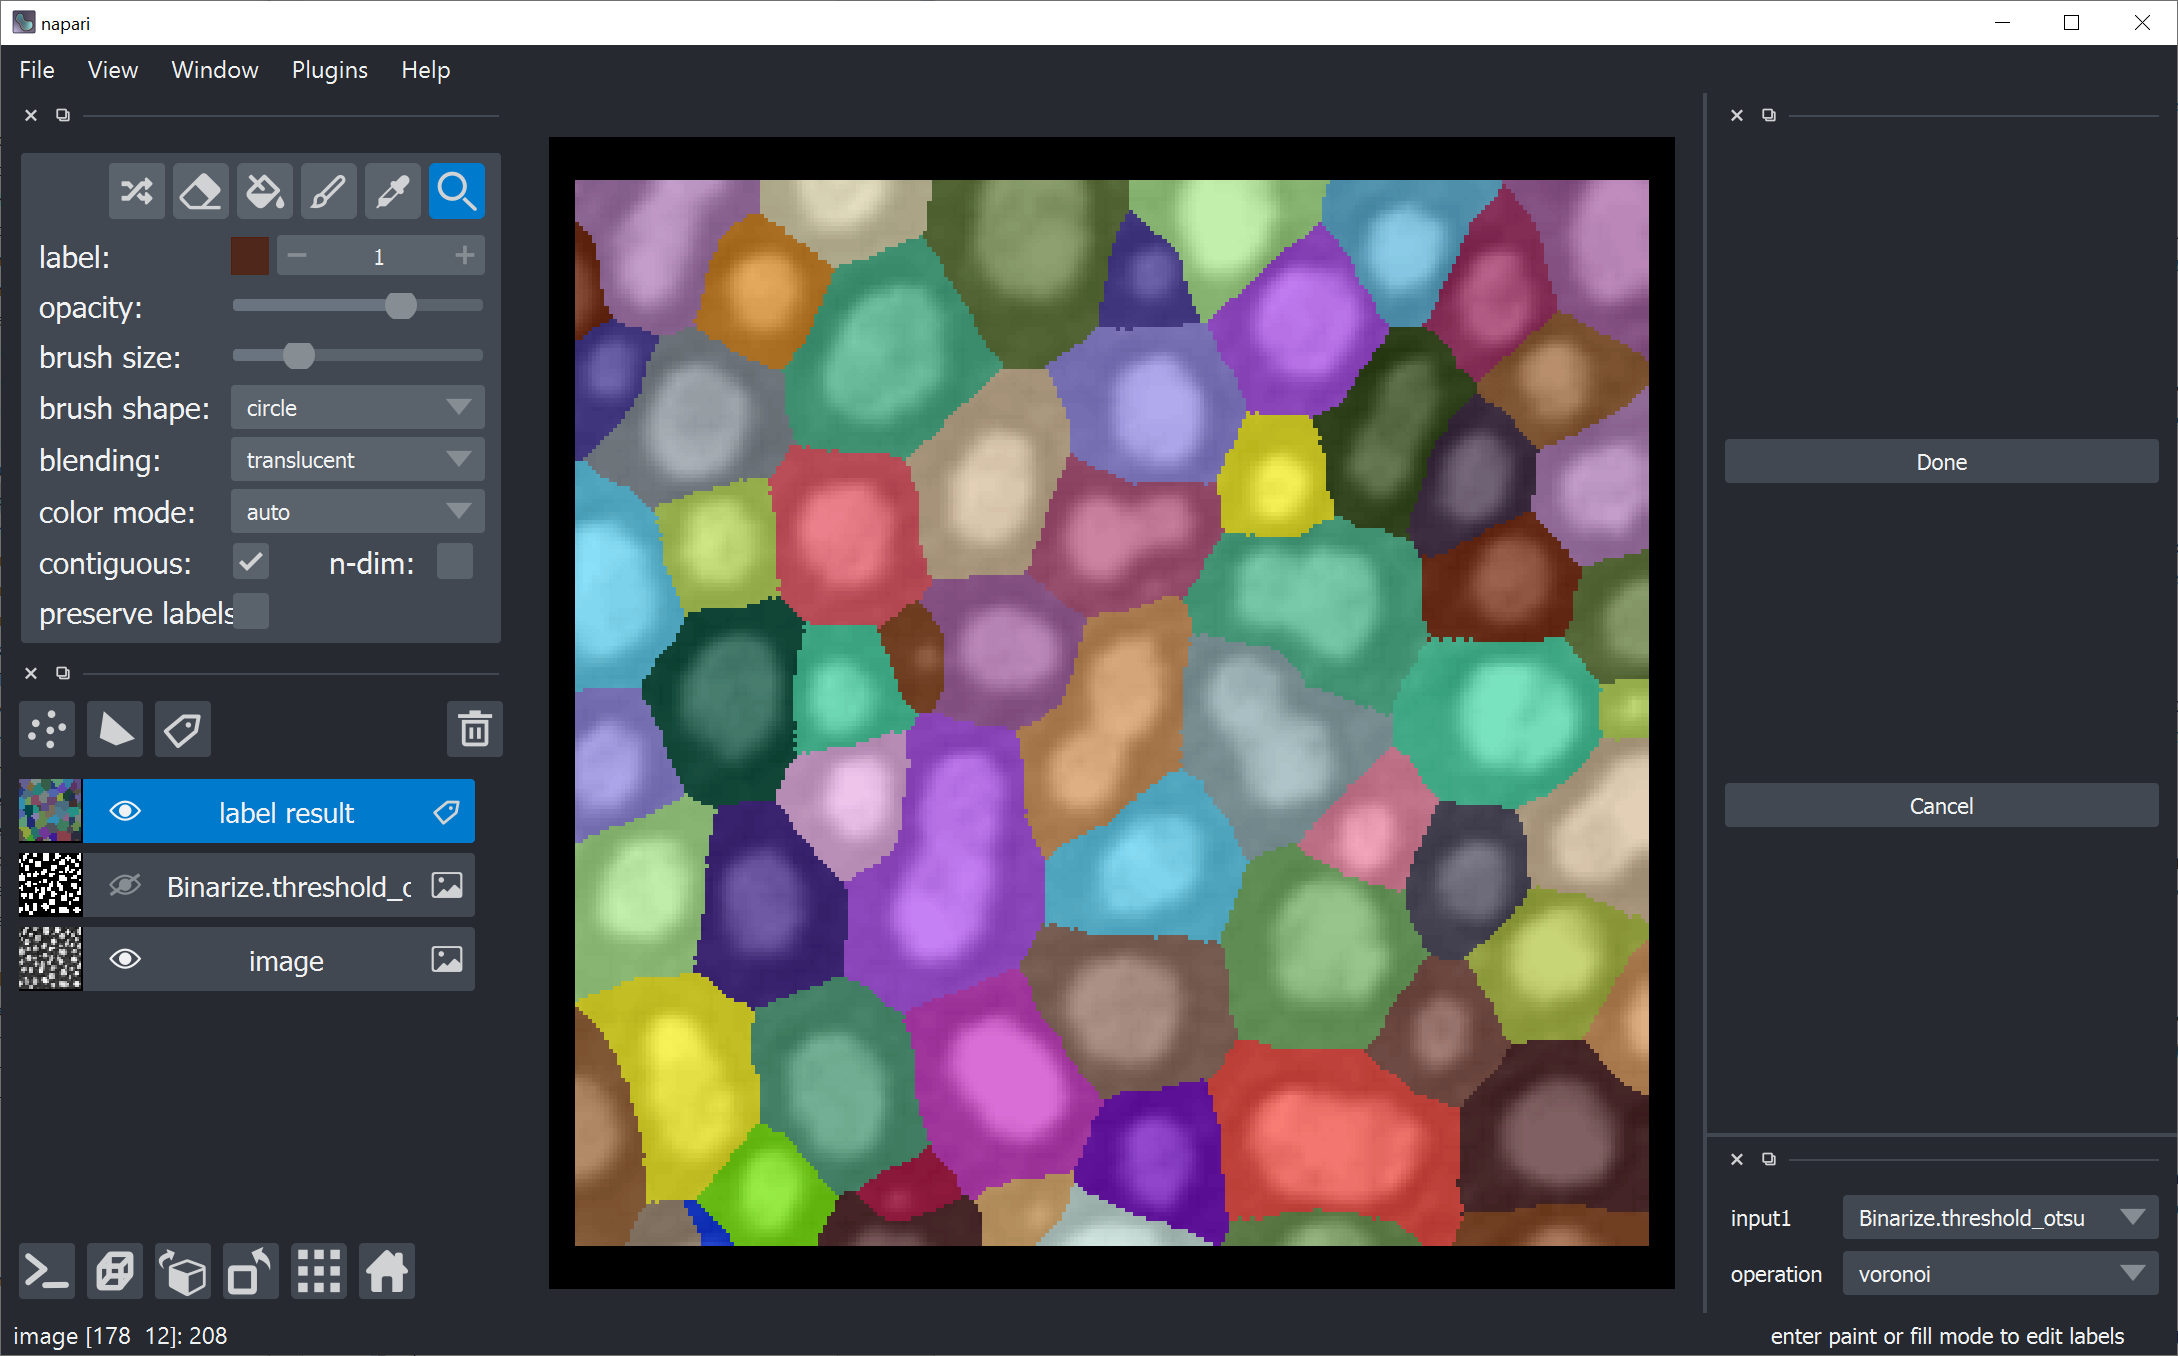 napari
File View Window Plugins Help
label: 1
opacity:
brush size:
brush shape: circle
blending: translucent
color mode: auto
contiguous: n-dim:
preserve labels
label result
Binarize.threshold_c
image
Done
Cancel
input1 Binarize.threshold_otsu
operation voronoi
image [178 12]: 208
enter paint or fill mode to edit labels